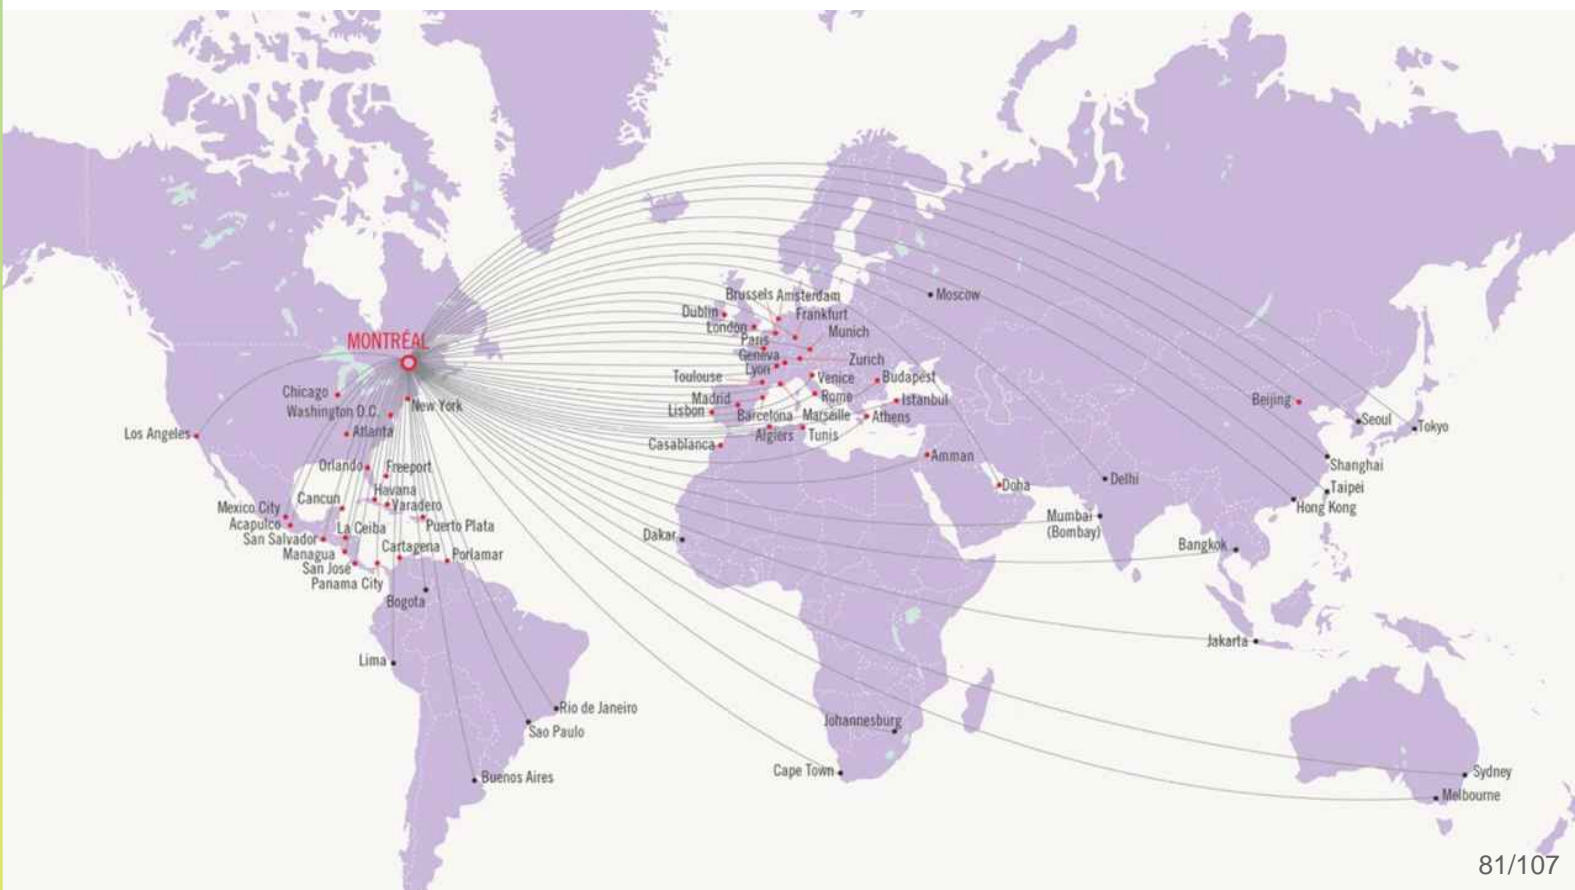 Moscow
Brussels
Amsterdam
Dublin
Frankfurt
London
Munich
MONTRÉAL
Paris
Geneva
Zurich
Lyon
Toulouse
Venice
Budapest
Chicago
Madrid
Rome
Istanbul
Beijing
New York
Washington D.C.
Lisbon
Barcelona
Marseille
Athens
Seoul
Tokyo
Los Angeles
Atlanta
Algiers
Tunis
Casablanca
Amman
Orlando
Freeport
Shanghai
Delhi
Doha
Taipei
Havana
Cancun
Varadero
Mexico City
Hong Kong
Mumbai
(Bombay)
Acapulco
La Ceiba
Puerto Plata
San Salvador
Dakar
Bangkok
Cartagena
Managua
Porlamar
San José
Panama City
Bogota
Jakarta
Lima
Rio de Janeiro
Johannesburg
Sao Paulo
Cape Town
Sydney
Buenos Aires
Melbourne
81/107